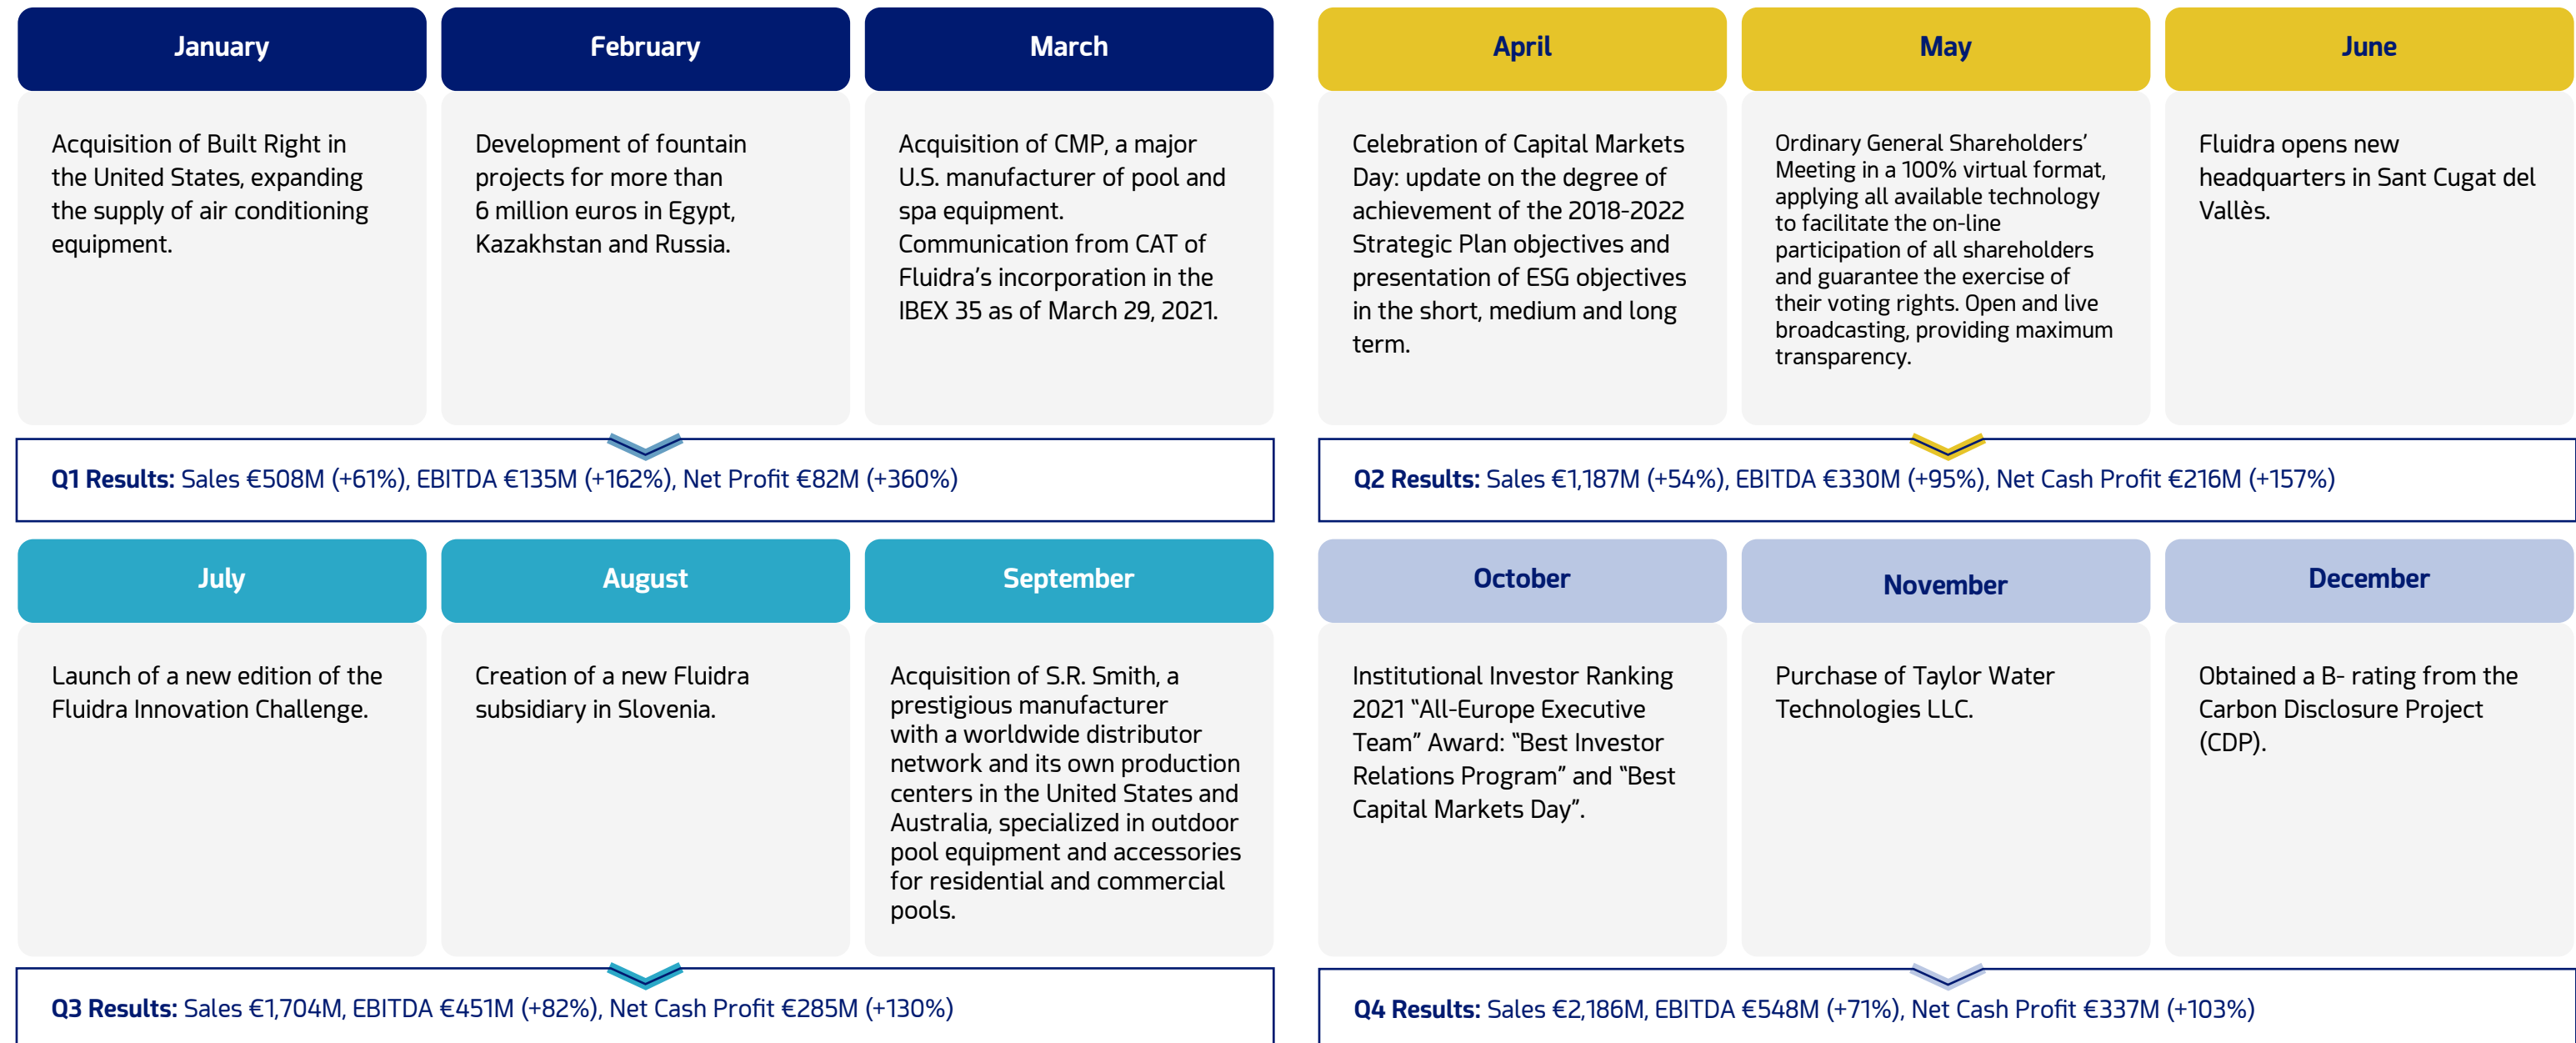 January
Acquisition of Built Right in
the United States, expanding
the supply of air conditioning
equipment.
February
Development of fountain
projects for more than
6 million euros in Egypt,
Kazakhstan and Russia.
March
Acquisition of CMP, a major
U.S. manufacturer of pool and
spa equipment.
Communication from CAT of
Fluidra’s incorporation in the
IBEX 35 as of March 29, 2021.
Q1 Results: Sales €508M (+61%), EBITDA €135M (+162%), Net Profit €82M (+360%)
April
Celebration of Capital Markets
Day: update on the degree of
achievement of the 2018-2022
Strategic Plan objectives and
presentation of ESG objectives
in the short, medium and long
term.
May
Ordinary General Shareholders’
Meeting in a 100% virtual format,
applying all available technology
to facilitate the on-line
participation of all shareholders
and guarantee the exercise of
their voting rights. Open and live
broadcasting, providing maximum
transparency.
June
Fluidra opens new
headquarters in Sant Cugat del
Vallès.
Q2 Results: Sales €1,187M (+54%), EBITDA €330M (+95%), Net Cash Profit €216M (+157%)
July
Launch of a new edition of the
Fluidra Innovation Challenge.
August
Creation of a new Fluidra
subsidiary in Slovenia.
September
Acquisition of S.R. Smith, a
prestigious manufacturer
with a worldwide distributor
network and its own production
centers in the United States and
Australia, specialized in outdoor
pool equipment and accessories
for residential and commercial
pools.
Q3 Results: Sales €1,704M, EBITDA €451M (+82%), Net Cash Profit €285M (+130%)
October
Institutional Investor Ranking
2021 “All-Europe Executive
Team” Award: “Best Investor
Relations Program” and “Best
Capital Markets Day”.
November
Purchase of Taylor Water
Technologies LLC.
December
Obtained a B- rating from the
Carbon Disclosure Project
(CDP).
Q4 Results: Sales €2,186M, EBITDA €548M (+71%), Net Cash Profit €337M (+103%)